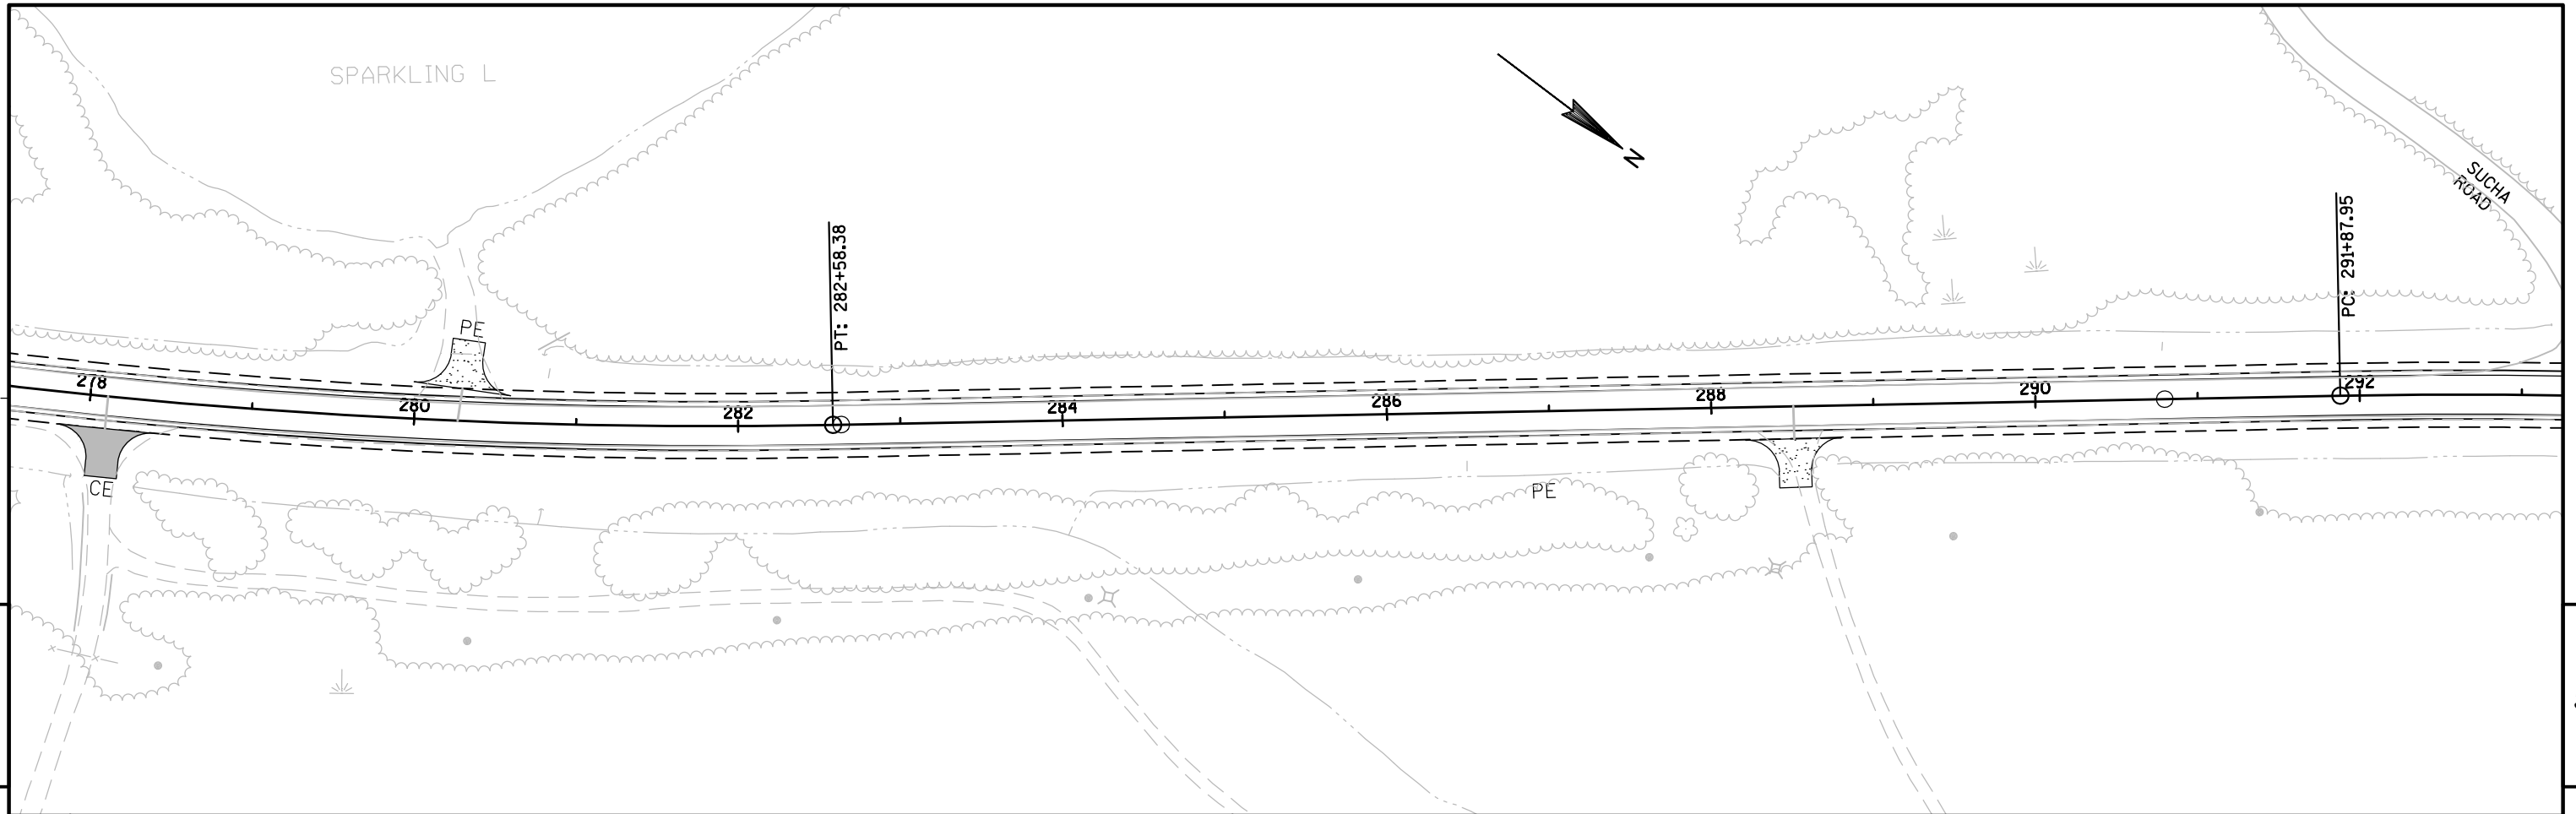 SPARKLING L
N
SUCHA
ROAD
PT: 282+58.38
PC: 291+87.95
PE
278
280
282
284
286
288
290
292
CE
PE